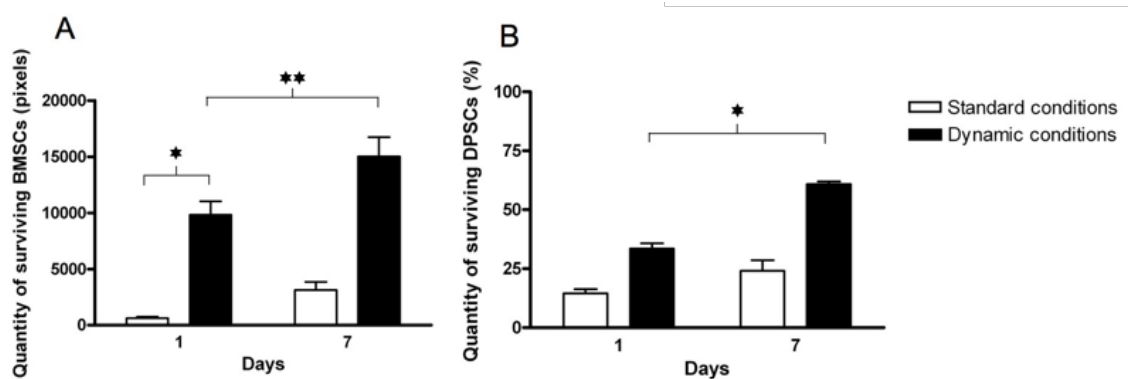 A
Quantity of surviving BMSCs (pixels)
20000
15000
10000
5000
0
1
7
Days
B
Quantity of surviving DPSCs (%)
100
75
50
25
0
1
7
Days
Standard conditions
Dynamic conditions